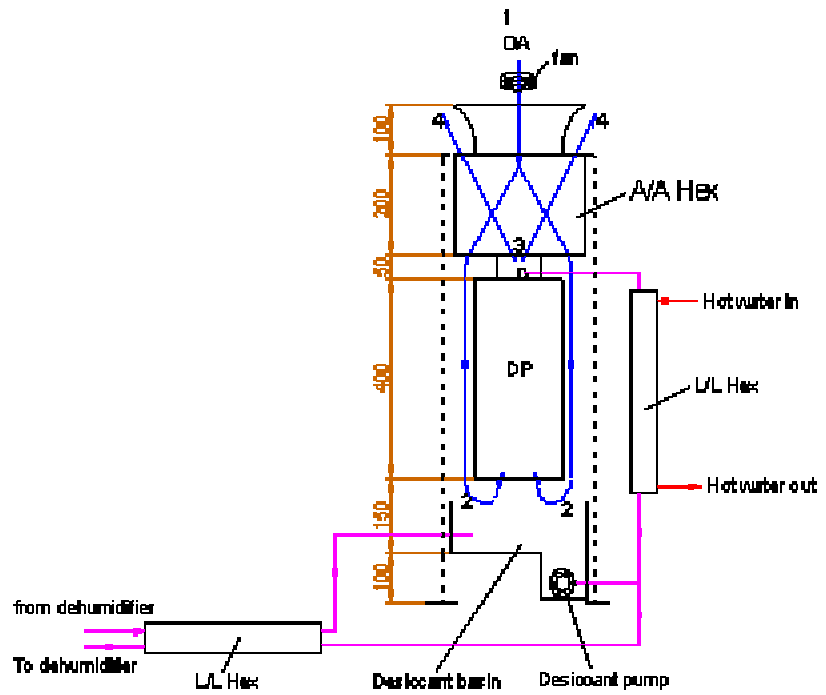 1
OA
fan
4
4
100
200
A/A Hex
3
50
Hot water in
400
DP
L/L Hex
Hot water out
2
2
150
100
from dehumidifier
To dehumidifier
L/L Hex
Desiccant basin
Desiccant pump